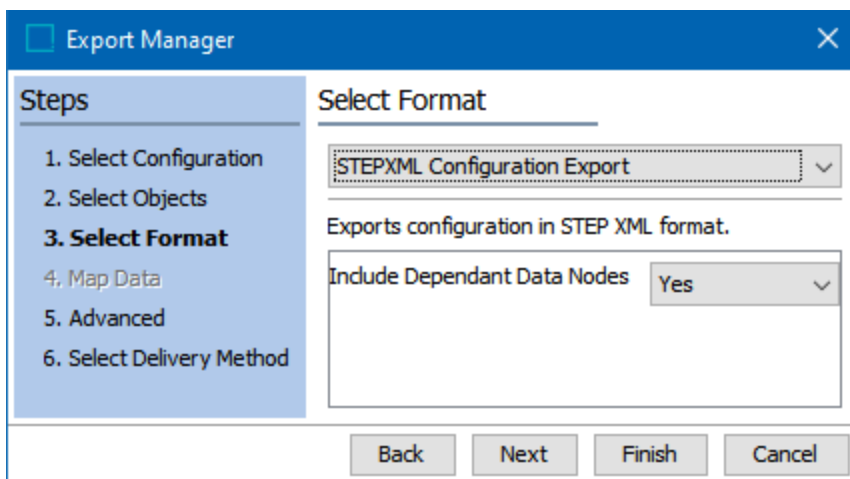 Export Manager
Steps
1. Select Configuration
2. Select Objects
3. Select Format
4. Map Data
5. Advanced
6. Select Delivery Method
Select Format
STEPXML Configuration Export
Exports configuration in STEP XML format.
Include Dependant Data Nodes Yes
Back Next Finish Cancel